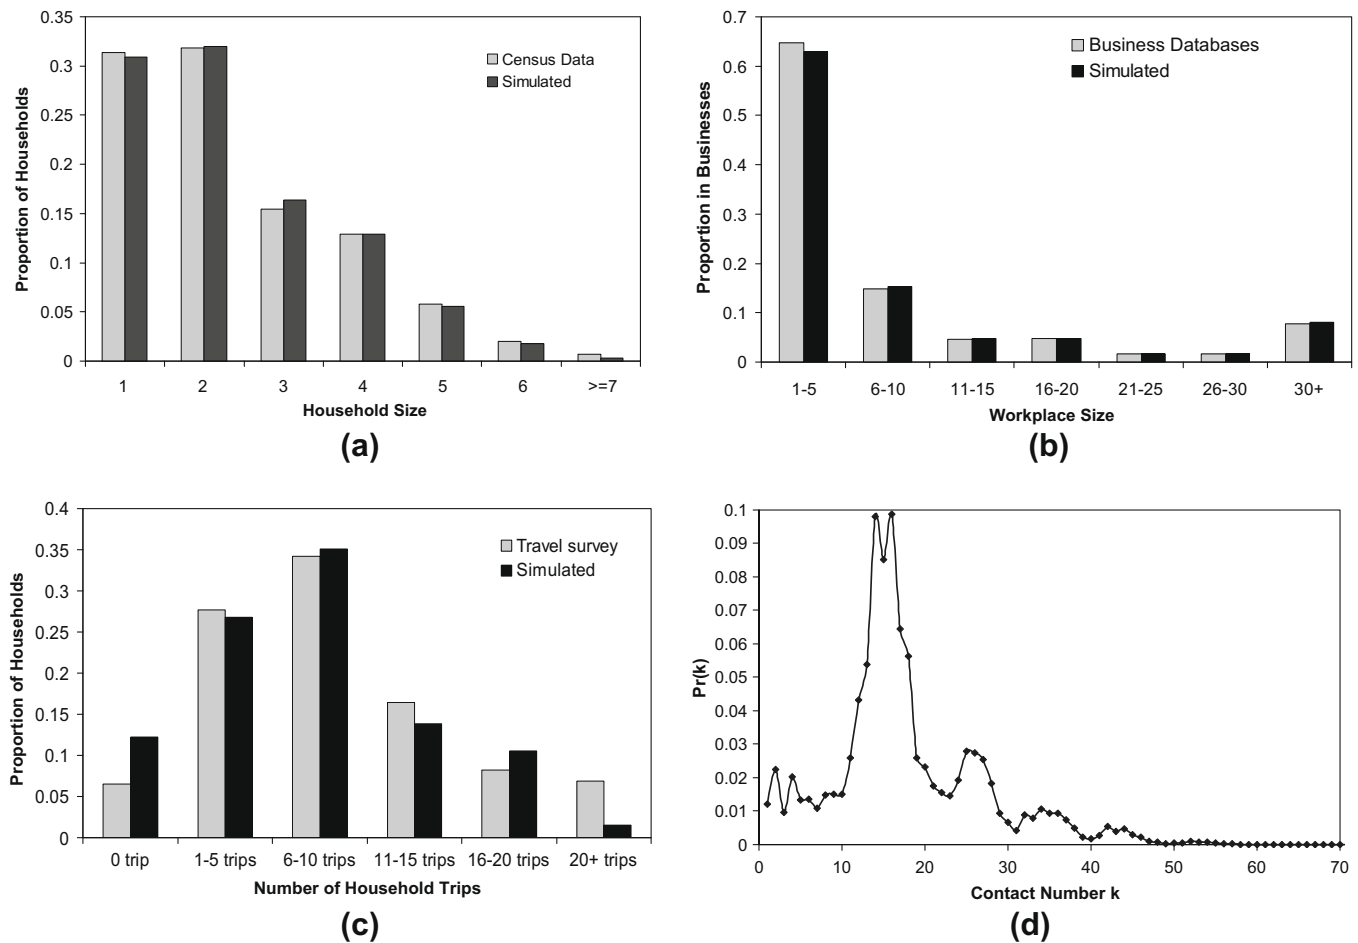 0.35
0.3
0.25
0.2
0.15
0.1
0.05
0
Proportion of Households
Census Data
Simulated
1 2 3 4 5 6 >=7
Household Size
(a)
0.7
0.6
0.5
0.4
0.3
0.2
0.1
0
Proportion in Businesses
Business Databases
Simulated
1-5 6-10 11-15 16-20 21-25 26-30 30+
Workplace Size
(b)
0.4
0.35
0.3
0.25
0.2
0.15
0.1
0.05
0
Proportion of Households
Travel survey
Simulated
0 trip 1-5 trips 6-10 trips 11-15 trips 16-20 trips 20+ trips
Number of Household Trips
(c)
0.1
0.09
0.08
0.07
0.06
0.05
0.04
0.03
0.02
0.01
0
Pr(k)
0 10 20 30 40 50 60 70
Contact Number k
(d)